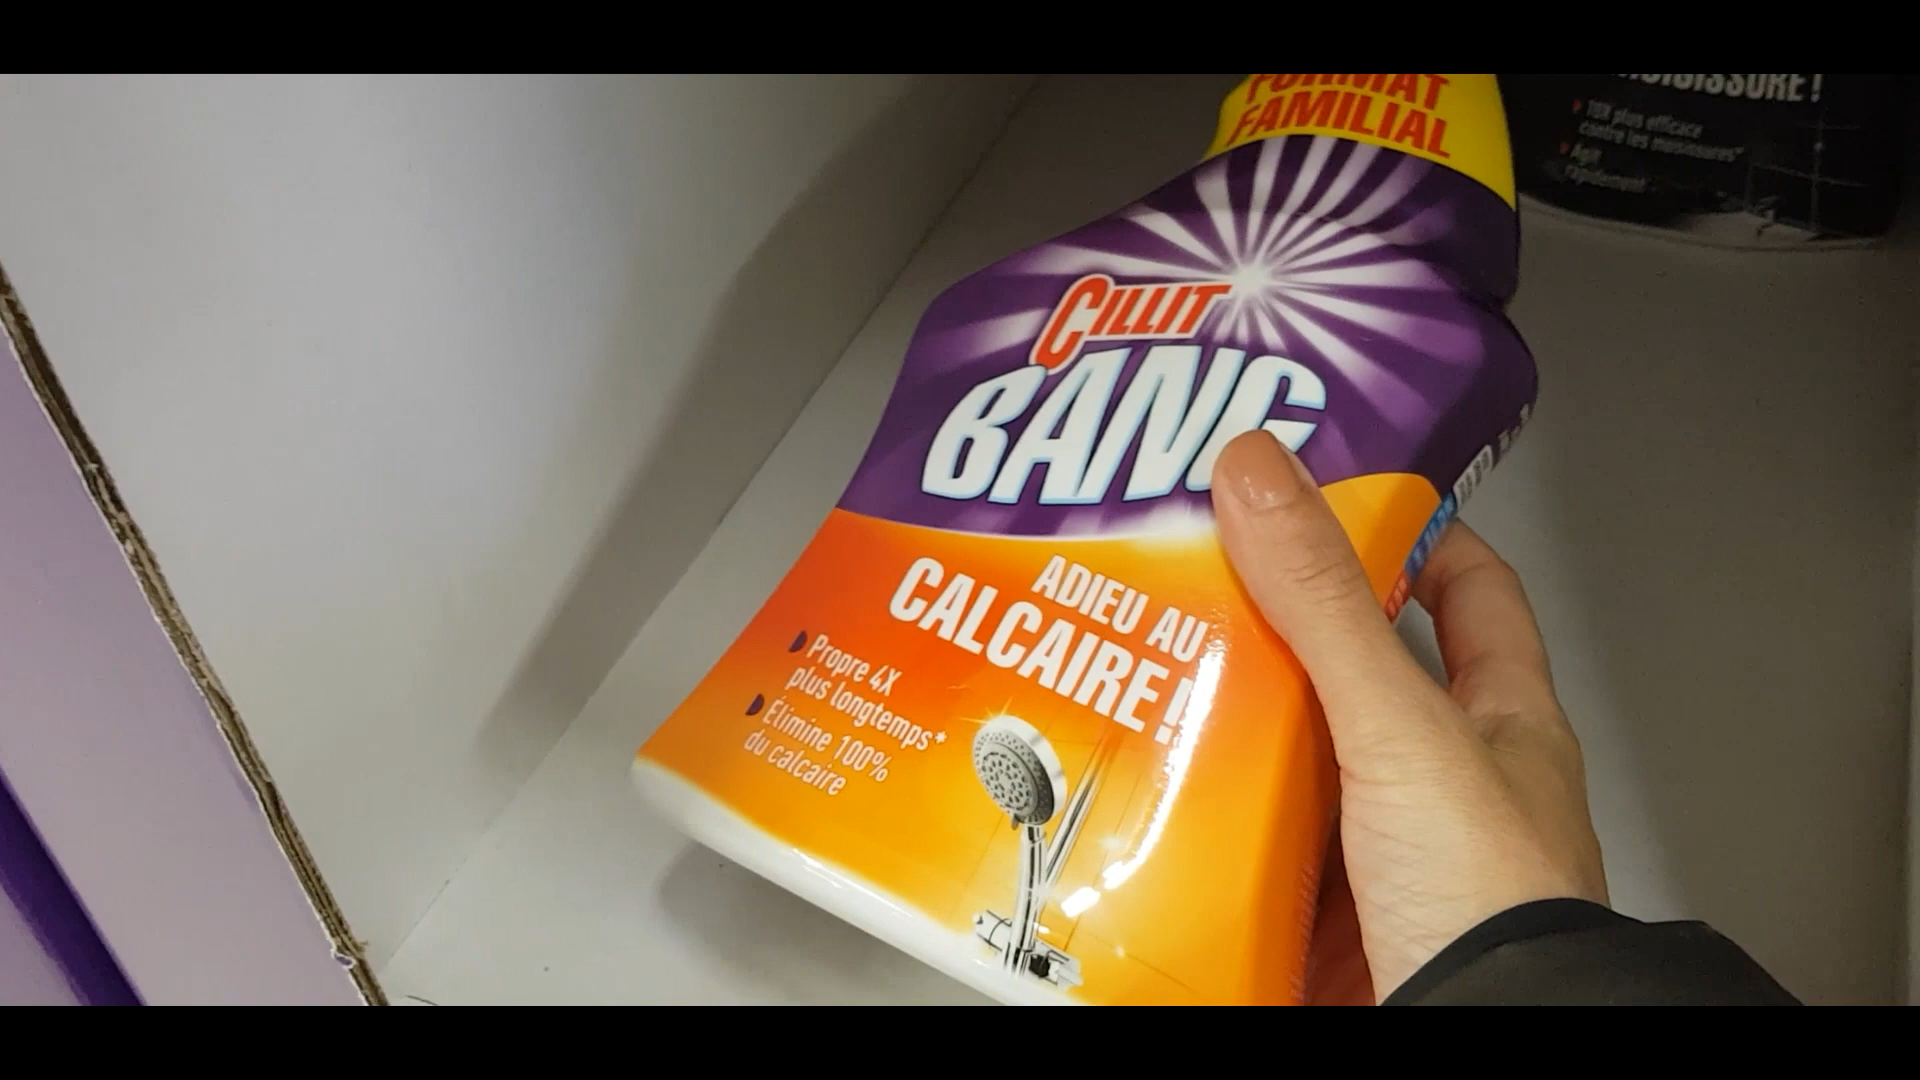 FORMAT
FAMILIAL
CILLIT
BANG
ADIEU AU
CALCAIRE !
Propre 4X
plus longtemps*
Élimine 100%
du calcaire
10X plus efficace
contre les moisissures*
Agit
rapidement